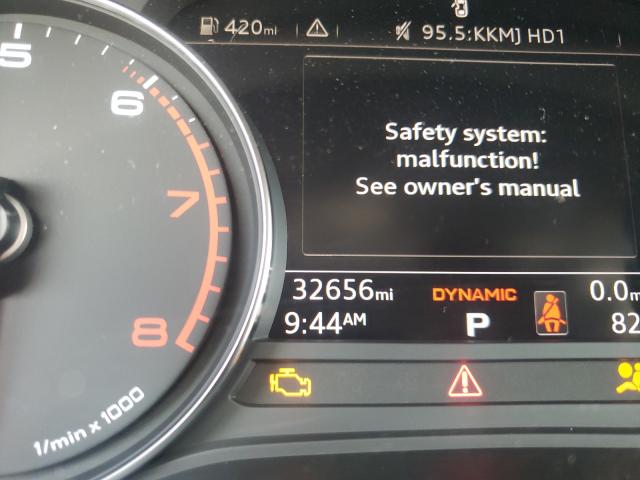 420mi 95.5:KKMJ HD1
5
6
7
8
1/min x 1000
Safety system:
malfunction!
See owner's manual
32656mi DYNAMIC 0.0m
9:44AM P 82